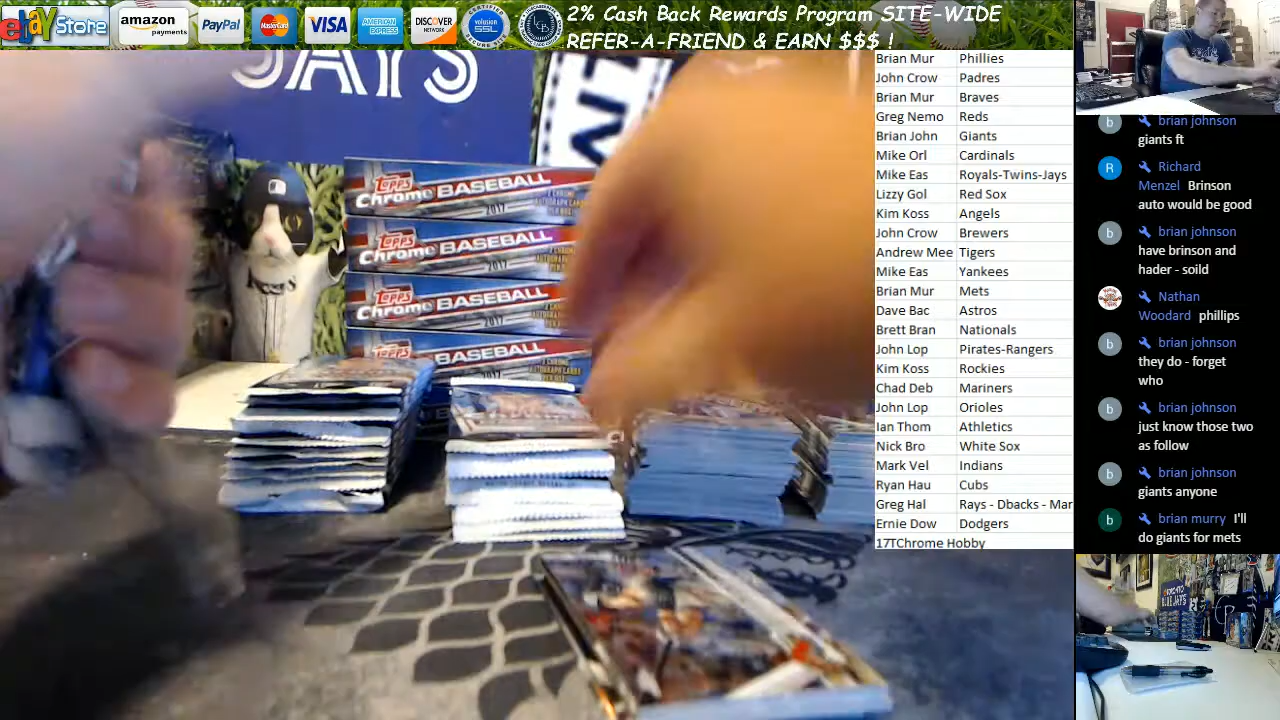 ebay Store
amazon
payments
PayPal
MasterCard
VISA
AMERICAN
EXPRESS
DISCOVER
NETWORK
volusion
SSL
2% Cash Back Rewards Program SITE-WIDE
REFER-A-FRIEND & EARN $$$ !
JAYS
Topps
Chrome BASEBALL
2017
Topps
Chrome BASEBALL
2017
Topps
Chrome BASEBALL
2017
Topps
BASEBALL
Brian Mur Phillies
John Crow Padres
Brian Mur Braves
Greg Nemo Reds
Brian John Giants
Mike Orl Cardinals
Mike Eas Royals-Twins-Jays
Lizzy Gol Red Sox
Kim Koss Angels
John Crow Brewers
Andrew Mee Tigers
Mike Eas Yankees
Brian Mur Mets
Dave Bac Astros
Brett Bran Nationals
John Lop Pirates-Rangers
Kim Koss Rockies
Chad Deb Mariners
John Lop Orioles
Ian Thom Athletics
Nick Bro White Sox
Mark Vel Indians
Ryan Hau Cubs
Greg Hal Rays - Dbacks - Mar
Ernie Dow Dodgers
17TChrome Hobby
b brian johnson
giants ft
R Richard
Menzel Brinson
auto would be good
b brian johnson
have brinson and
hader - soild
Nathan
Woodard phillips
b brian johnson
they do - forget
who
b brian johnson
just know those two
as follow
b brian johnson
giants anyone
b brian murry I'll
do giants for mets